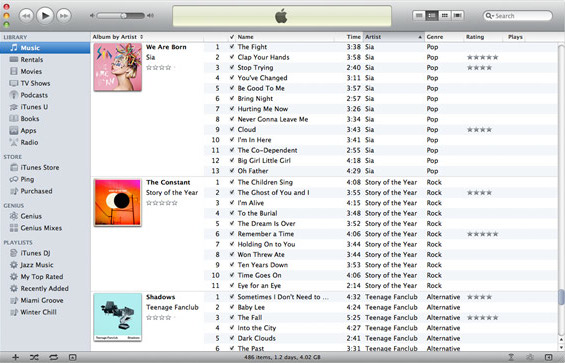 Search
LIBRARY
Music
Rentals
Movies
TV Shows
Podcasts
iTunes U
Books
Apps
Radio
STORE
iTunes Store
Ping
Purchased
GENIUS
Genius
Genius Mixes
PLAYLISTS
iTunes DJ
Jazz Music
My Top Rated
Recently Added
Miami Groove
Winter Chill
Album by Artist Name Time Artist Genre Rating Plays
We Are Born
Sia
1 The Fight 3:38 Sia Pop
2 Clap Your Hands 3:58 Sia Pop
3 Stop Trying 2:40 Sia Pop
4 You've Changed 3:11 Sia Pop
5 Be Good To Me 3:57 Sia Pop
6 Bring Night 2:57 Sia Pop
7 Hurting Me Now 3:26 Sia Pop
8 Never Gonna Leave Me 3:34 Sia Pop
9 Cloud 3:43 Sia Pop
10 I'm In Here 3:41 Sia Pop
11 The Co-Dependent 2:55 Sia Pop
12 Big Girl Little Girl 4:18 Sia Pop
13 Oh Father 4:29 Sia Pop
The Constant
Story of the Year
1 The Children Sing 4:08 Story of the Year Rock
2 The Ghost of You and I 3:55 Story of the Year Rock
3 I'm Alive 4:15 Story of the Year Rock
4 To the Burial 3:48 Story of the Year Rock
5 The Dream Is Over 3:52 Story of the Year Rock
6 Remember a Time 4:06 Story of the Year Rock
7 Holding On to You 3:44 Story of the Year Rock
8 Won Threw Ate 3:44 Story of the Year Rock
9 Ten Years Down 3:53 Story of the Year Rock
10 Time Goes On 4:06 Story of the Year Rock
11 Eye for an Eye 2:14 Story of the Year Rock
Shadows
Teenage Fanclub
1 Sometimes I Don't Need to ... 4:32 Teenage Fanclub Alternative
2 Baby Lee 4:24 Teenage Fanclub Alternative
3 The Fall 5:25 Teenage Fanclub Alternative
4 Into the City 4:27 Teenage Fanclub Alternative
5 Dark Clouds 2:41 Teenage Fanclub Alternative
6 The Past 3:31 Teenage Fanclub Alternative
Teenage Fanclub Shadows
486 items, 1.2 days, 4.02 GB